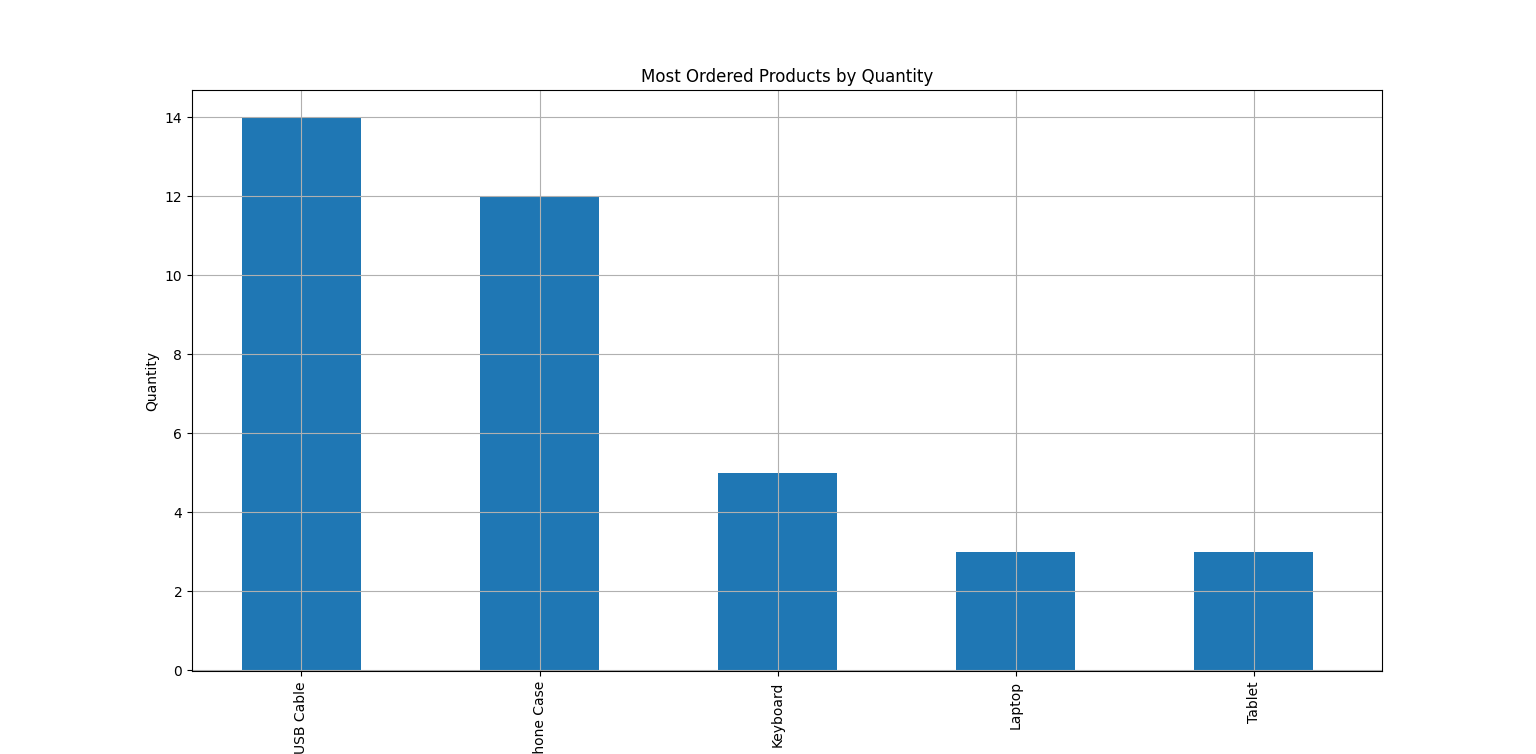 Most Ordered Products by Quantity
Quantity
14
12
10
8
6
4
2
0
USB Cable
hone Case
Keyboard
Laptop
Tablet